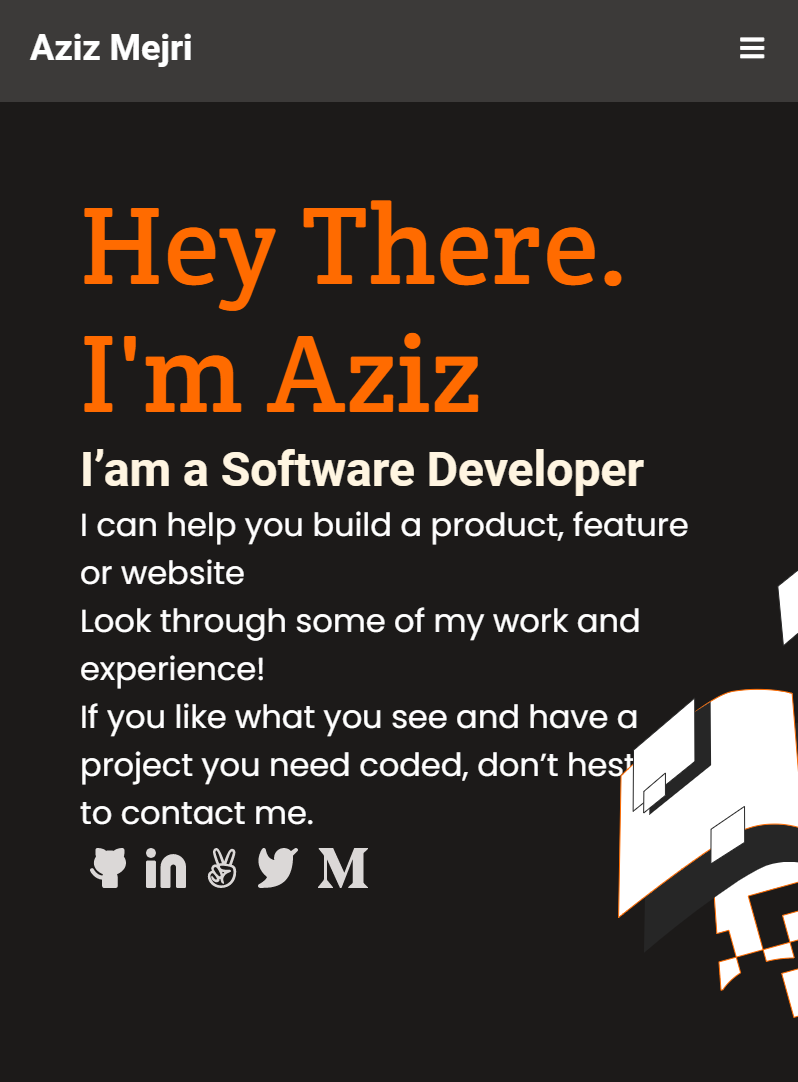 Aziz Mejri
Hey There.
I'm Aziz
I’am a Software Developer
I can help you build a product, feature
or website
Look through some of my work and
experience!
If you like what you see and have a
project you need coded, don’t
to contact me.